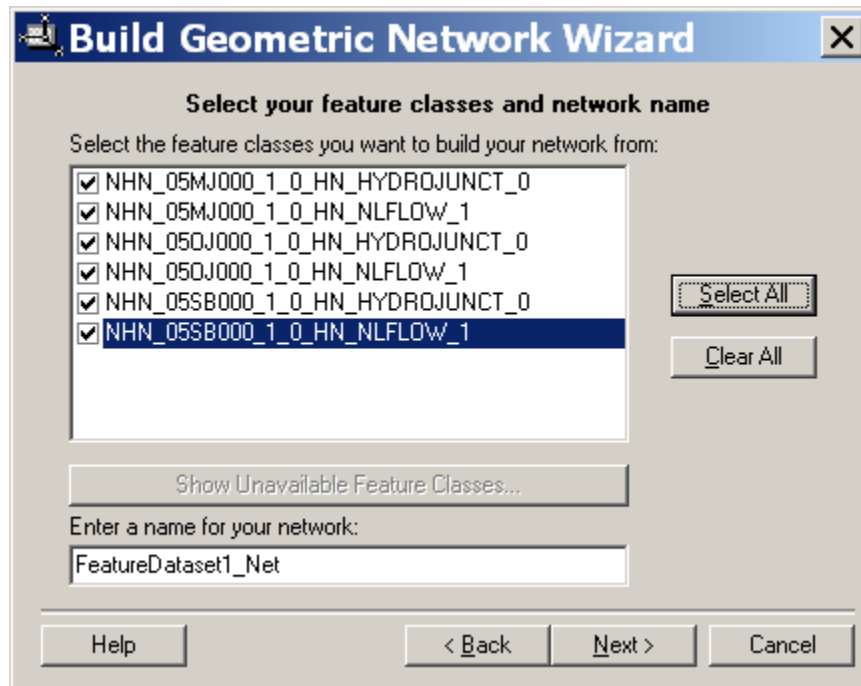 Build Geometric Network Wizard
Select your feature classes and network name
Select the feature classes you want to build your network from:
NHN_05MJ000_1_0_HN_HYDROJUNCT_0
NHN_05MJ000_1_0_HN_NLFLOW_1
NHN_05OJ000_1_0_HN_HYDROJUNCT_0
NHN_05OJ000_1_0_HN_NLFLOW_1
NHN_05SB000_1_0_HN_HYDROJUNCT_0
NHN_05SB000_1_0_HN_NLFLOW_1
Select All
Clear All
Show Unavailable Feature Classes...
Enter a name for your network:
FeatureDataset1_Net
Help
< Back
Next >
Cancel